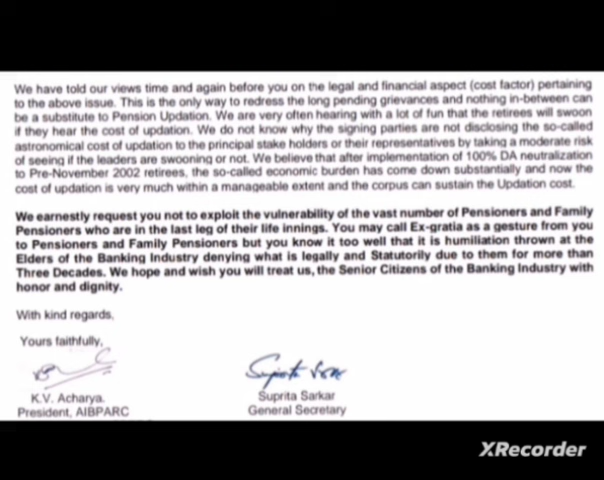 We have told our views time and again before you on the legal and financial aspect (cost factor) pertaining
to the above issue. This is the only way to redress the long pending grievances and nothing in-between can
be a substitute to Pension Updation. We are very often hearing with a lot of fun that the retirees will swoon
if they hear the cost of updation. We do not know why the signing parties are not disclosing the so-called
astronomical cost of updation to the principal stake holders or their representatives by taking a moderate risk
of seeing if the leaders are swooning or not. We believe that after implementation of 100% DA neutralization
to Pre-November 2002 retirees, the so-called economic burden has come down substantially and now the
cost of updation is very much within a manageable extent and the corpus can sustain the Updation cost.
We earnestly request you not to exploit the vulnerability of the vast number of Pensioners and Family
Pensioners who are in the last leg of their life innings. You may call Ex-gratia as a gesture from you
to Pensioners and Family Pensioners but you know it too well that it is humiliation thrown at the
Elders of the Banking Industry denying what is legally and Statutorily due to them for more than
Three Decades. We hope and wish you will treat us, the Senior Citizens of the Banking Industry with
honor and dignity.
With kind regards,
Yours faithfully,
K.V. Acharya. Suprita Sarkar
President, AIBPARC General Secretary
XRecorder